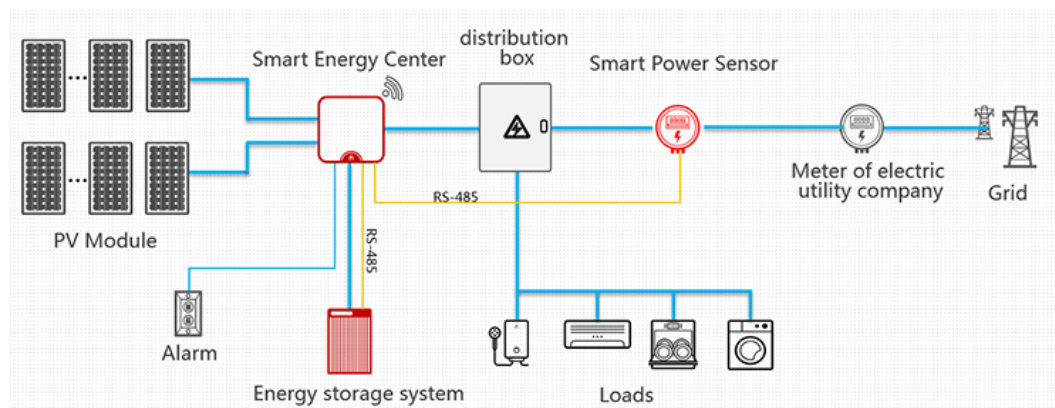 distribution
box
Smart Energy Center
Smart Power Sensor
RS-485
Meter of electric
utility company
Grid
PV Module
RS-485
Alarm
Energy storage system
Loads